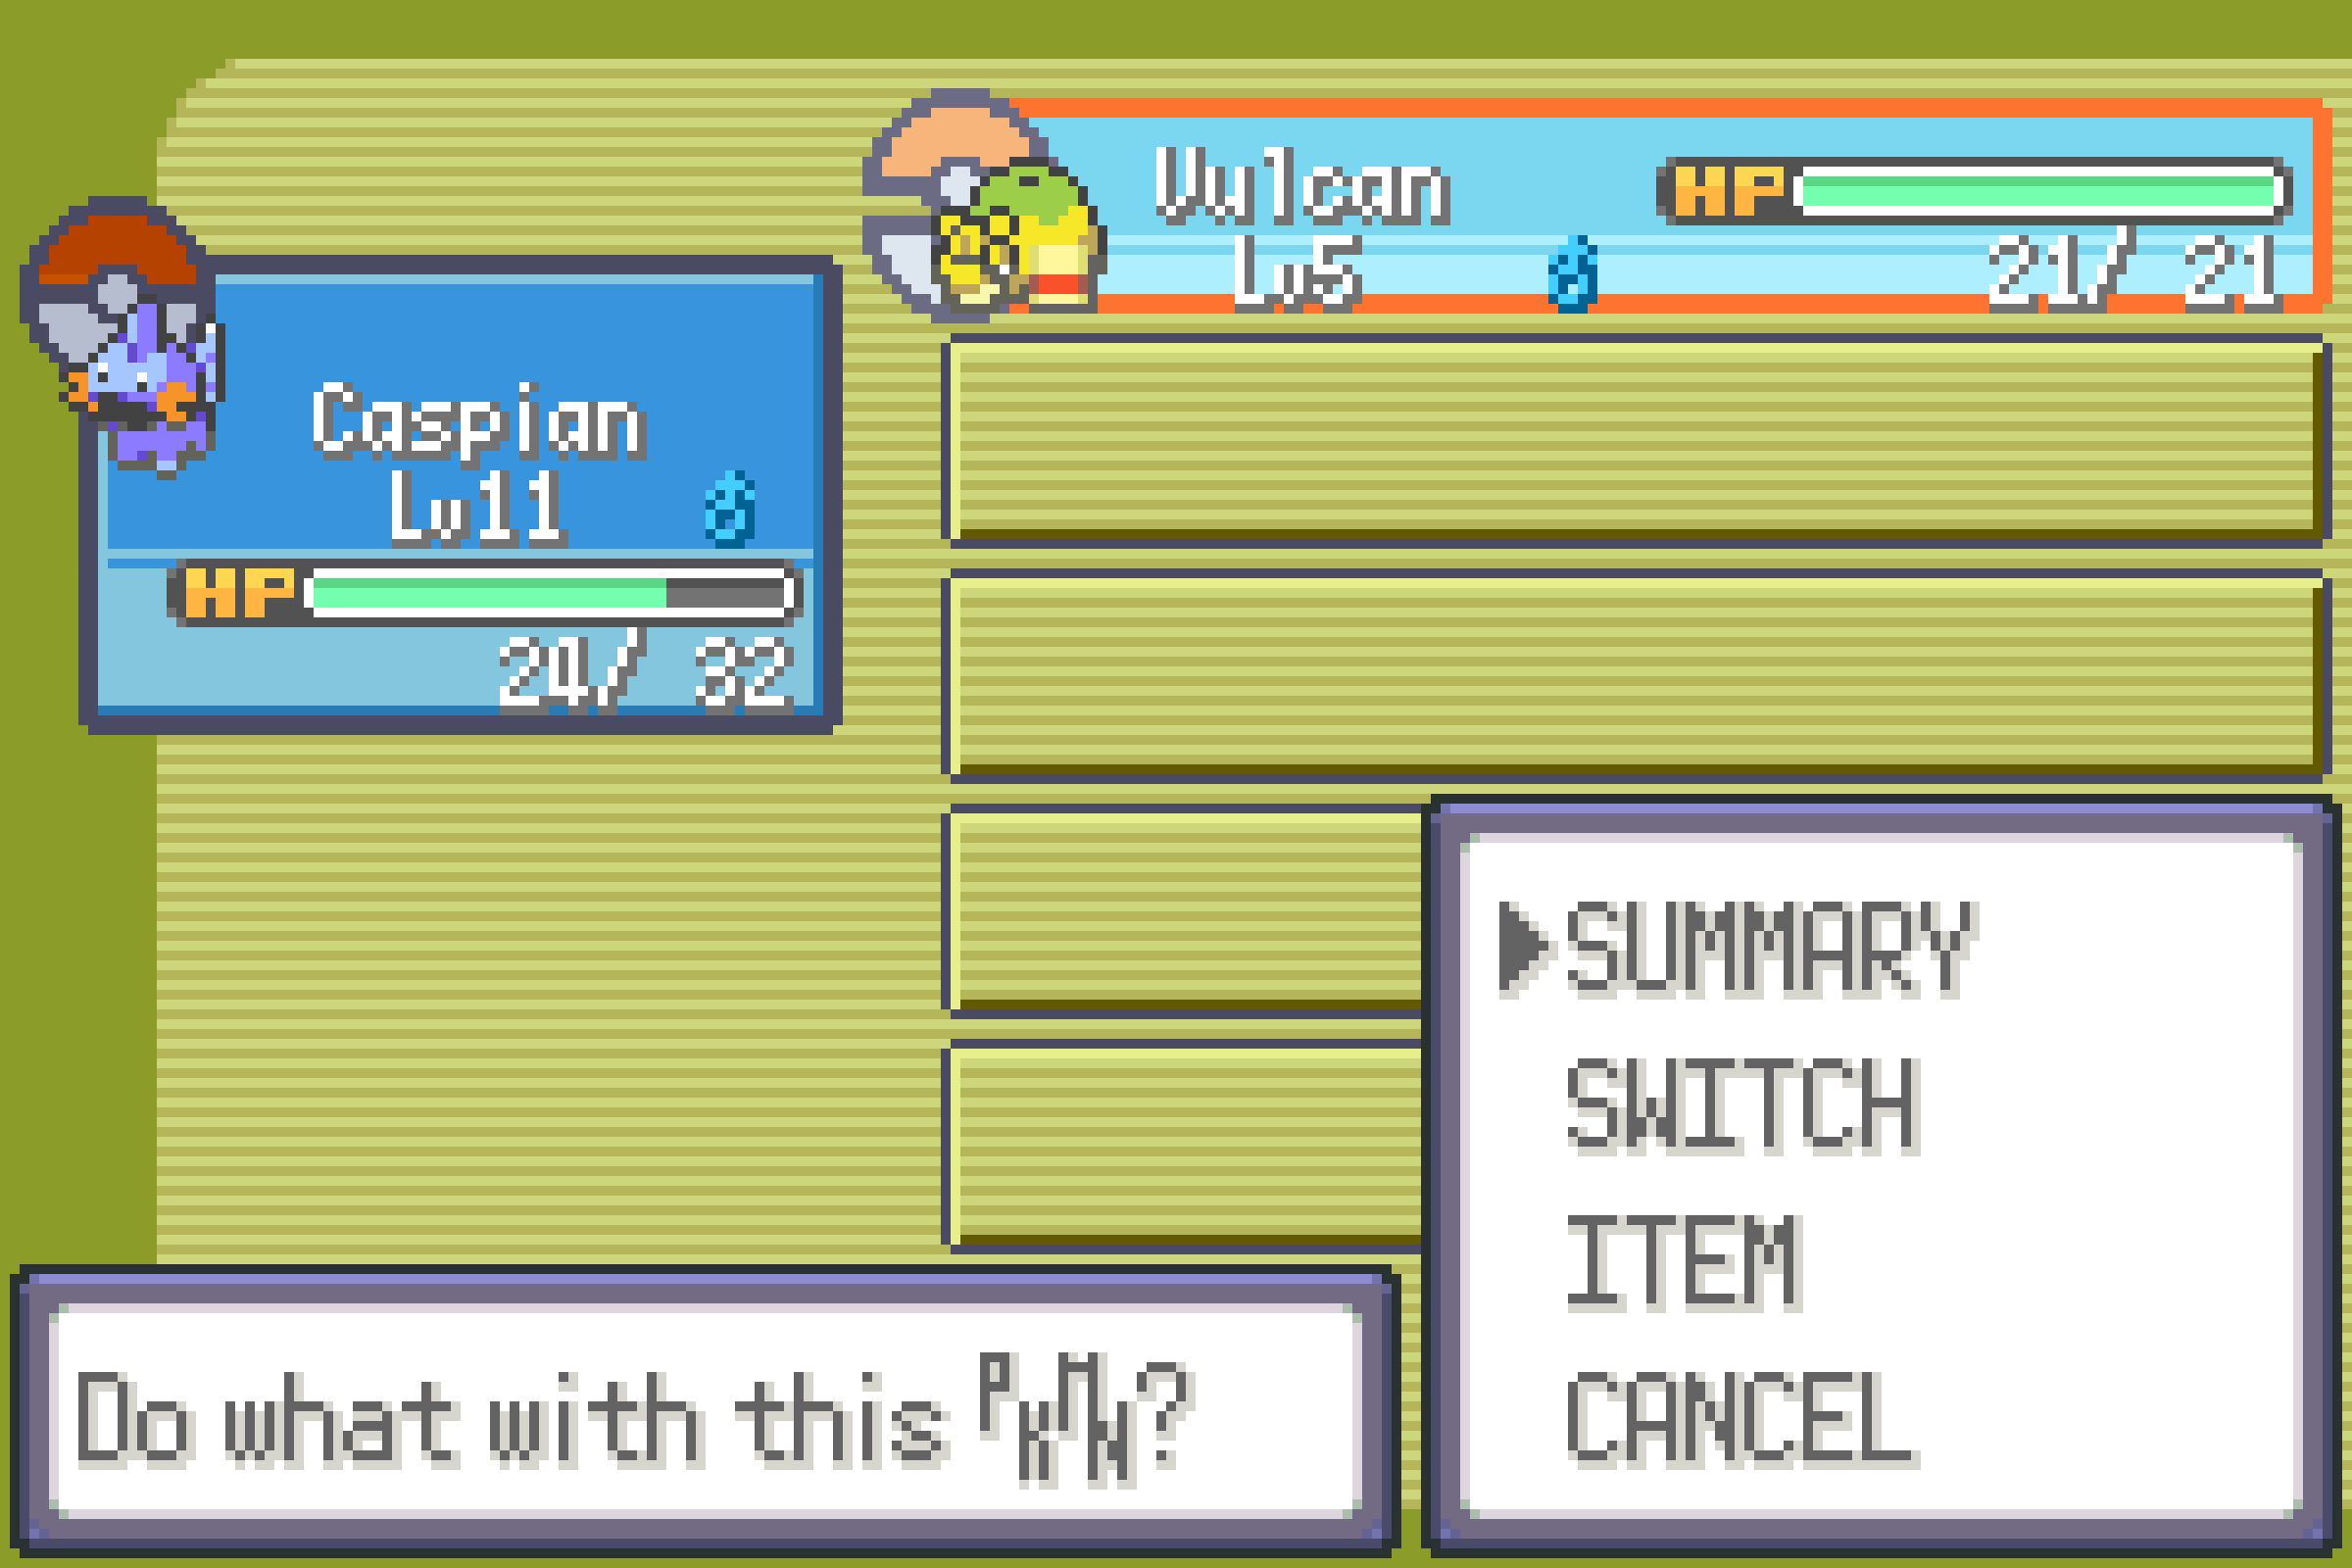 Caspian
Lv11 ♂
HP
24/ 32
Vulcan
Lv5 ♂
HP
21/ 21
SUMMARY
SWITCH
ITEM
CANCEL
Do what with this PKMN?